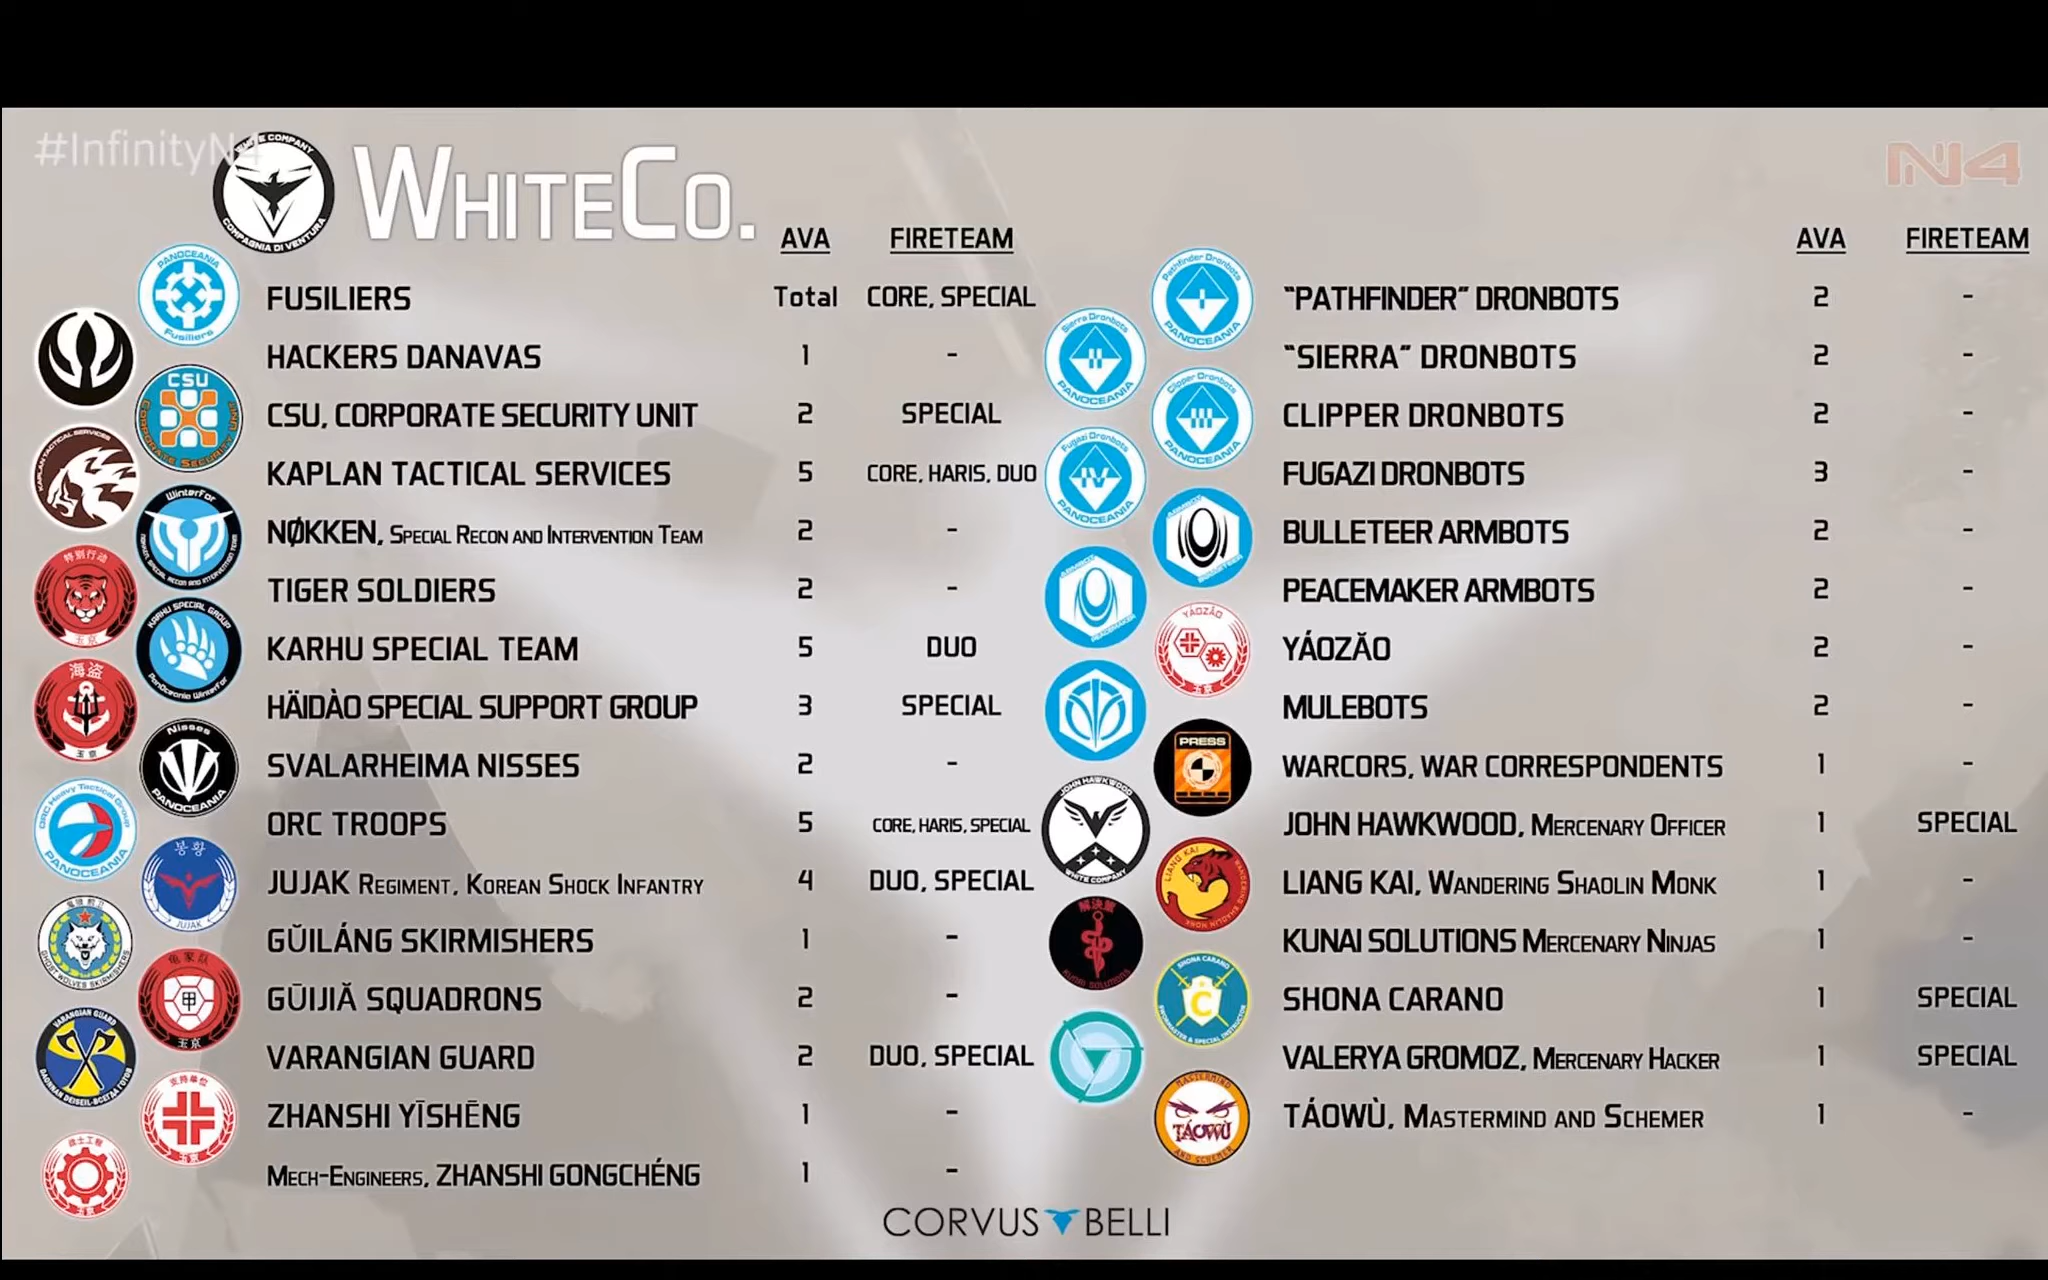 #InfinityN4
WHITECO.
N4
AVA FIRETEAM
AVA FIRETEAM
FUSILIERS Total CORE, SPECIAL
HACKERS DANAVAS 1 -
CSU, CORPORATE SECURITY UNIT 2 SPECIAL
KAPLAN TACTICAL SERVICES 5 CORE, HARIS, DUO
NØKKEN, SPECIAL RECON AND INTERVENTION TEAM 2 -
TIGER SOLDIERS 2 -
KARHU SPECIAL TEAM 5 DUO
HÄIDÀO SPECIAL SUPPORT GROUP 3 SPECIAL
SVALARHEIMA NISSES 2 -
ORC TROOPS 5 CORE, HARIS, SPECIAL
JUJAK REGIMENT, KOREAN SHOCK INFANTRY 4 DUO, SPECIAL
GŬILÁNG SKIRMISHERS 1 -
GŪIJIĂ SQUADRONS 2 -
VARANGIAN GUARD 2 DUO, SPECIAL
ZHANSHI YĪSHĒNG 1 -
MECH-ENGINEERS, ZHANSHI GONGCHÉNG 1 -
"PATHFINDER" DRONBOTS 2 -
"SIERRA" DRONBOTS 2 -
CLIPPER DRONBOTS 2 -
FUGAZI DRONBOTS 3 -
BULLETEER ARMBOTS 2 -
PEACEMAKER ARMBOTS 2 -
YÁOZĂO 2 -
MULEBOTS 2 -
WARCORS, WAR CORRESPONDENTS 1 -
JOHN HAWKWOOD, MERCENARY OFFICER 1 SPECIAL
LIANG KAI, WANDERING SHAOLIN MONK 1 -
KUNAI SOLUTIONS MERCENARY NINJAS 1 -
SHONA CARANO 1 SPECIAL
VALERYA GROMOZ, MERCENARY HACKER 1 SPECIAL
TÁOWÙ, MASTERMIND AND SCHEMER 1 -
CORVUS BELLI